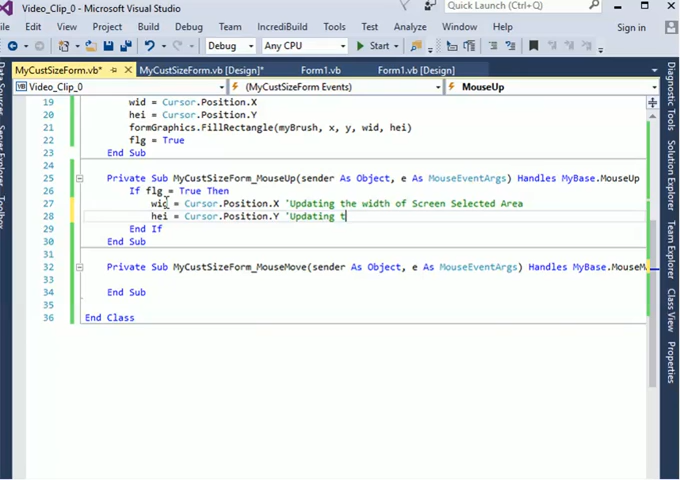 Video_Clip_0 - Microsoft Visual Studio
Quick Launch (Ctrl+Q)
File Edit View Project Build Debug Team Format
IncrediBuild Tools Test Analyze Window Help
Sign in
Debug Any CPU Start
MyCustSizeForm.vb* MyCustSizeForm.vb [Design]* Form1.vb Form1.vb [Design]
VB Video_Clip_0 (MyCustSizeForm Events) MouseUp
19 wid = Cursor.Position.X
20 hei = Cursor.Position.Y
21 formGraphics.FillRectangle(myBrush, x, y, wid, hei)
22 flg = True
23 End Sub
24
25 Private Sub MyCustSizeForm_MouseUp(sender As Object, e As MouseEventArgs) Handles MyBase.MouseUp
26 If flg = True Then
27 wid = Cursor.Position.X 'Updating the width of Screen Selected Area
28 hei = Cursor.Position.Y 'Updating t
29 End If
30 End Sub
31
32 Private Sub MyCustSizeForm_MouseMove(sender As Object, e As MouseEventArgs) Handles MyBase.MouseM
33
34 End Sub
35
36 End Class
Data Sources
Server Explorer
Toolbox
Diagnostic Tools
Solution Explorer
Team Explorer
Class View
Properties